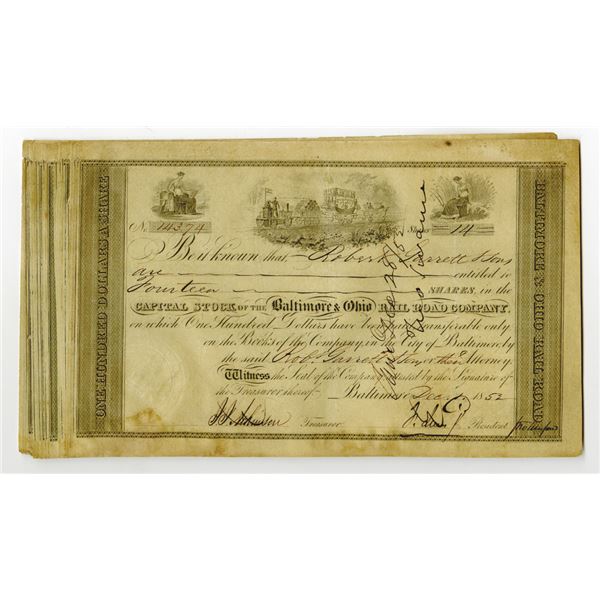 ONE HUNDRED DOLLARS A SHARE
No. 14374 Shares 14
Be it known that Robert Garrett & Sons
are entitled to
Fourteen SHARES, in the
CAPITAL STOCK OF THE Baltimore & Ohio RAIL ROAD COMPANY,
on which One Hundred Dollars have been paid transferable only
on the Books of the Company in the City of Baltimore by
the said Robt. Garrett & Sons or their Attorney.
Witness the Seal of the Company attested by the Signature of
the Treasurer thereof Baltimore Dec. 1852
Treasurer President
BALTIMORE & OHIO RAIL ROAD